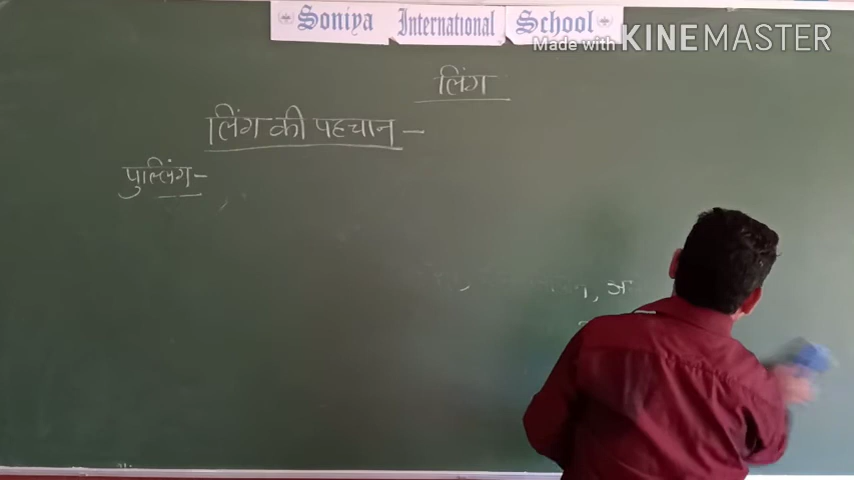 Soniya International School
Made with KINEMASTER
लिंग
लिंग की पहचान –
पुल्लिंग –